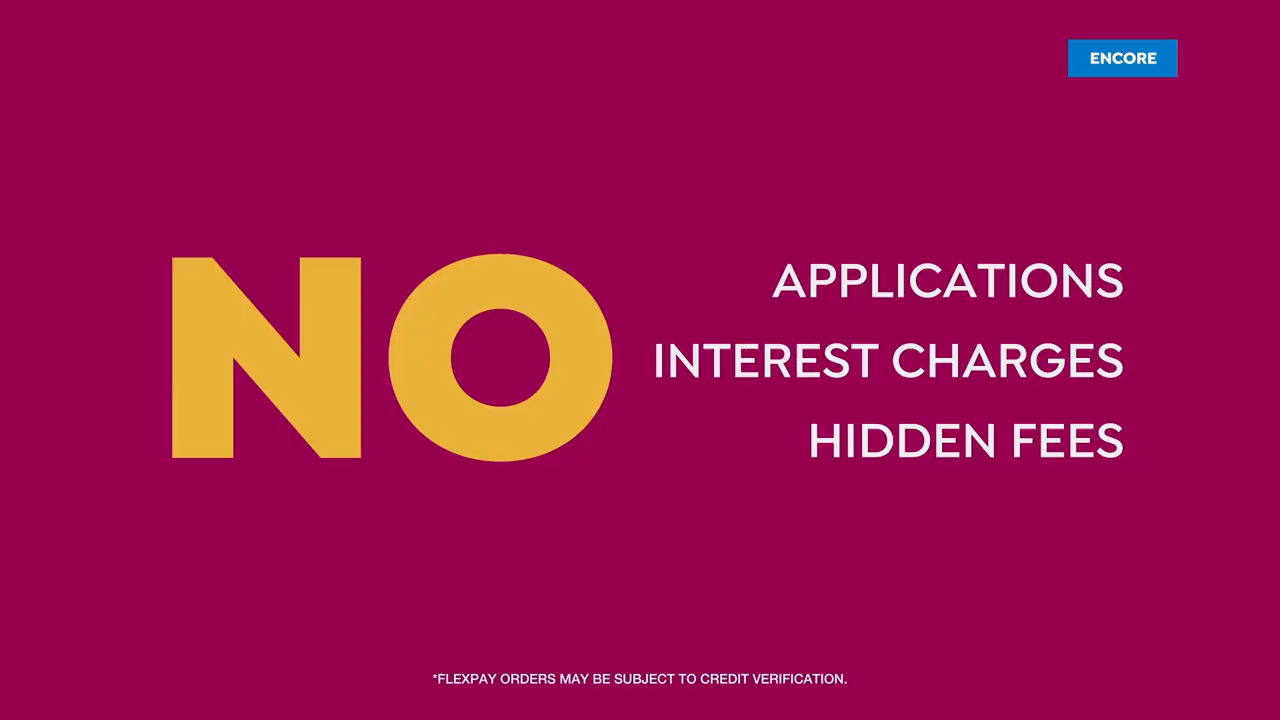 ENCORE
NO
APPLICATIONS
INTEREST CHARGES
HIDDEN FEES
*FLEXPAY ORDERS MAY BE SUBJECT TO CREDIT VERIFICATION.